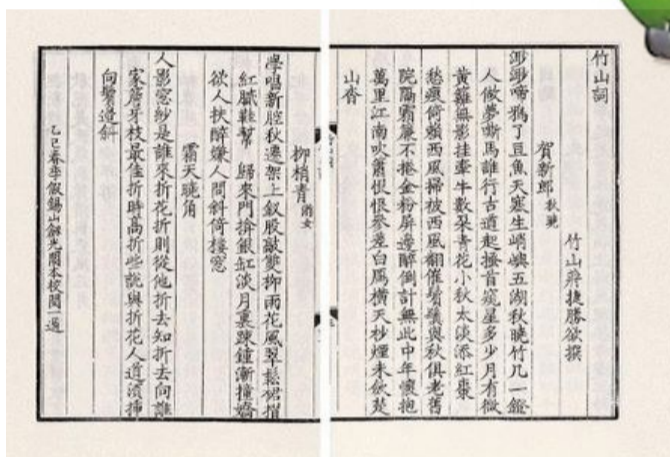 竹山詞
竹山蔣捷勝欲撰
賀新郎 秋曉
渺渺啼鴉了亘魚天寒生峭嶼五湖秋曉竹几一鐙
人做夢嘶馬誰行古道起搔首窺星多少月有微
黃籬無影挂牽牛數朵青花小秋太淡添紅棗
愁痕倚賴西風掃被西風翻催鬢鬒與秋俱老舊
院隔霜簾不捲金粉屏邊醉倒計無此中年懷抱
萬里江南吹簫恨恨參差白鴈橫天杪煙未歛楚
山杳
柳梢青 游女
學唱新腔秋遷架上釵股敲雙柳雨花風翠鬆裙褶
紅膩鞋幫 歸來門掩銀缸淡月裏踈鐘漸撞嬌
欲人扶醉嫌人問斜倚樓窓
霜天曉角
人影窓紗是誰來折花折則從他折去知折去向誰
家簷牙枝最佳折時高折些說與折花人道須插
向鬢邊斜
乙巳春季假錫山 本校閱一過